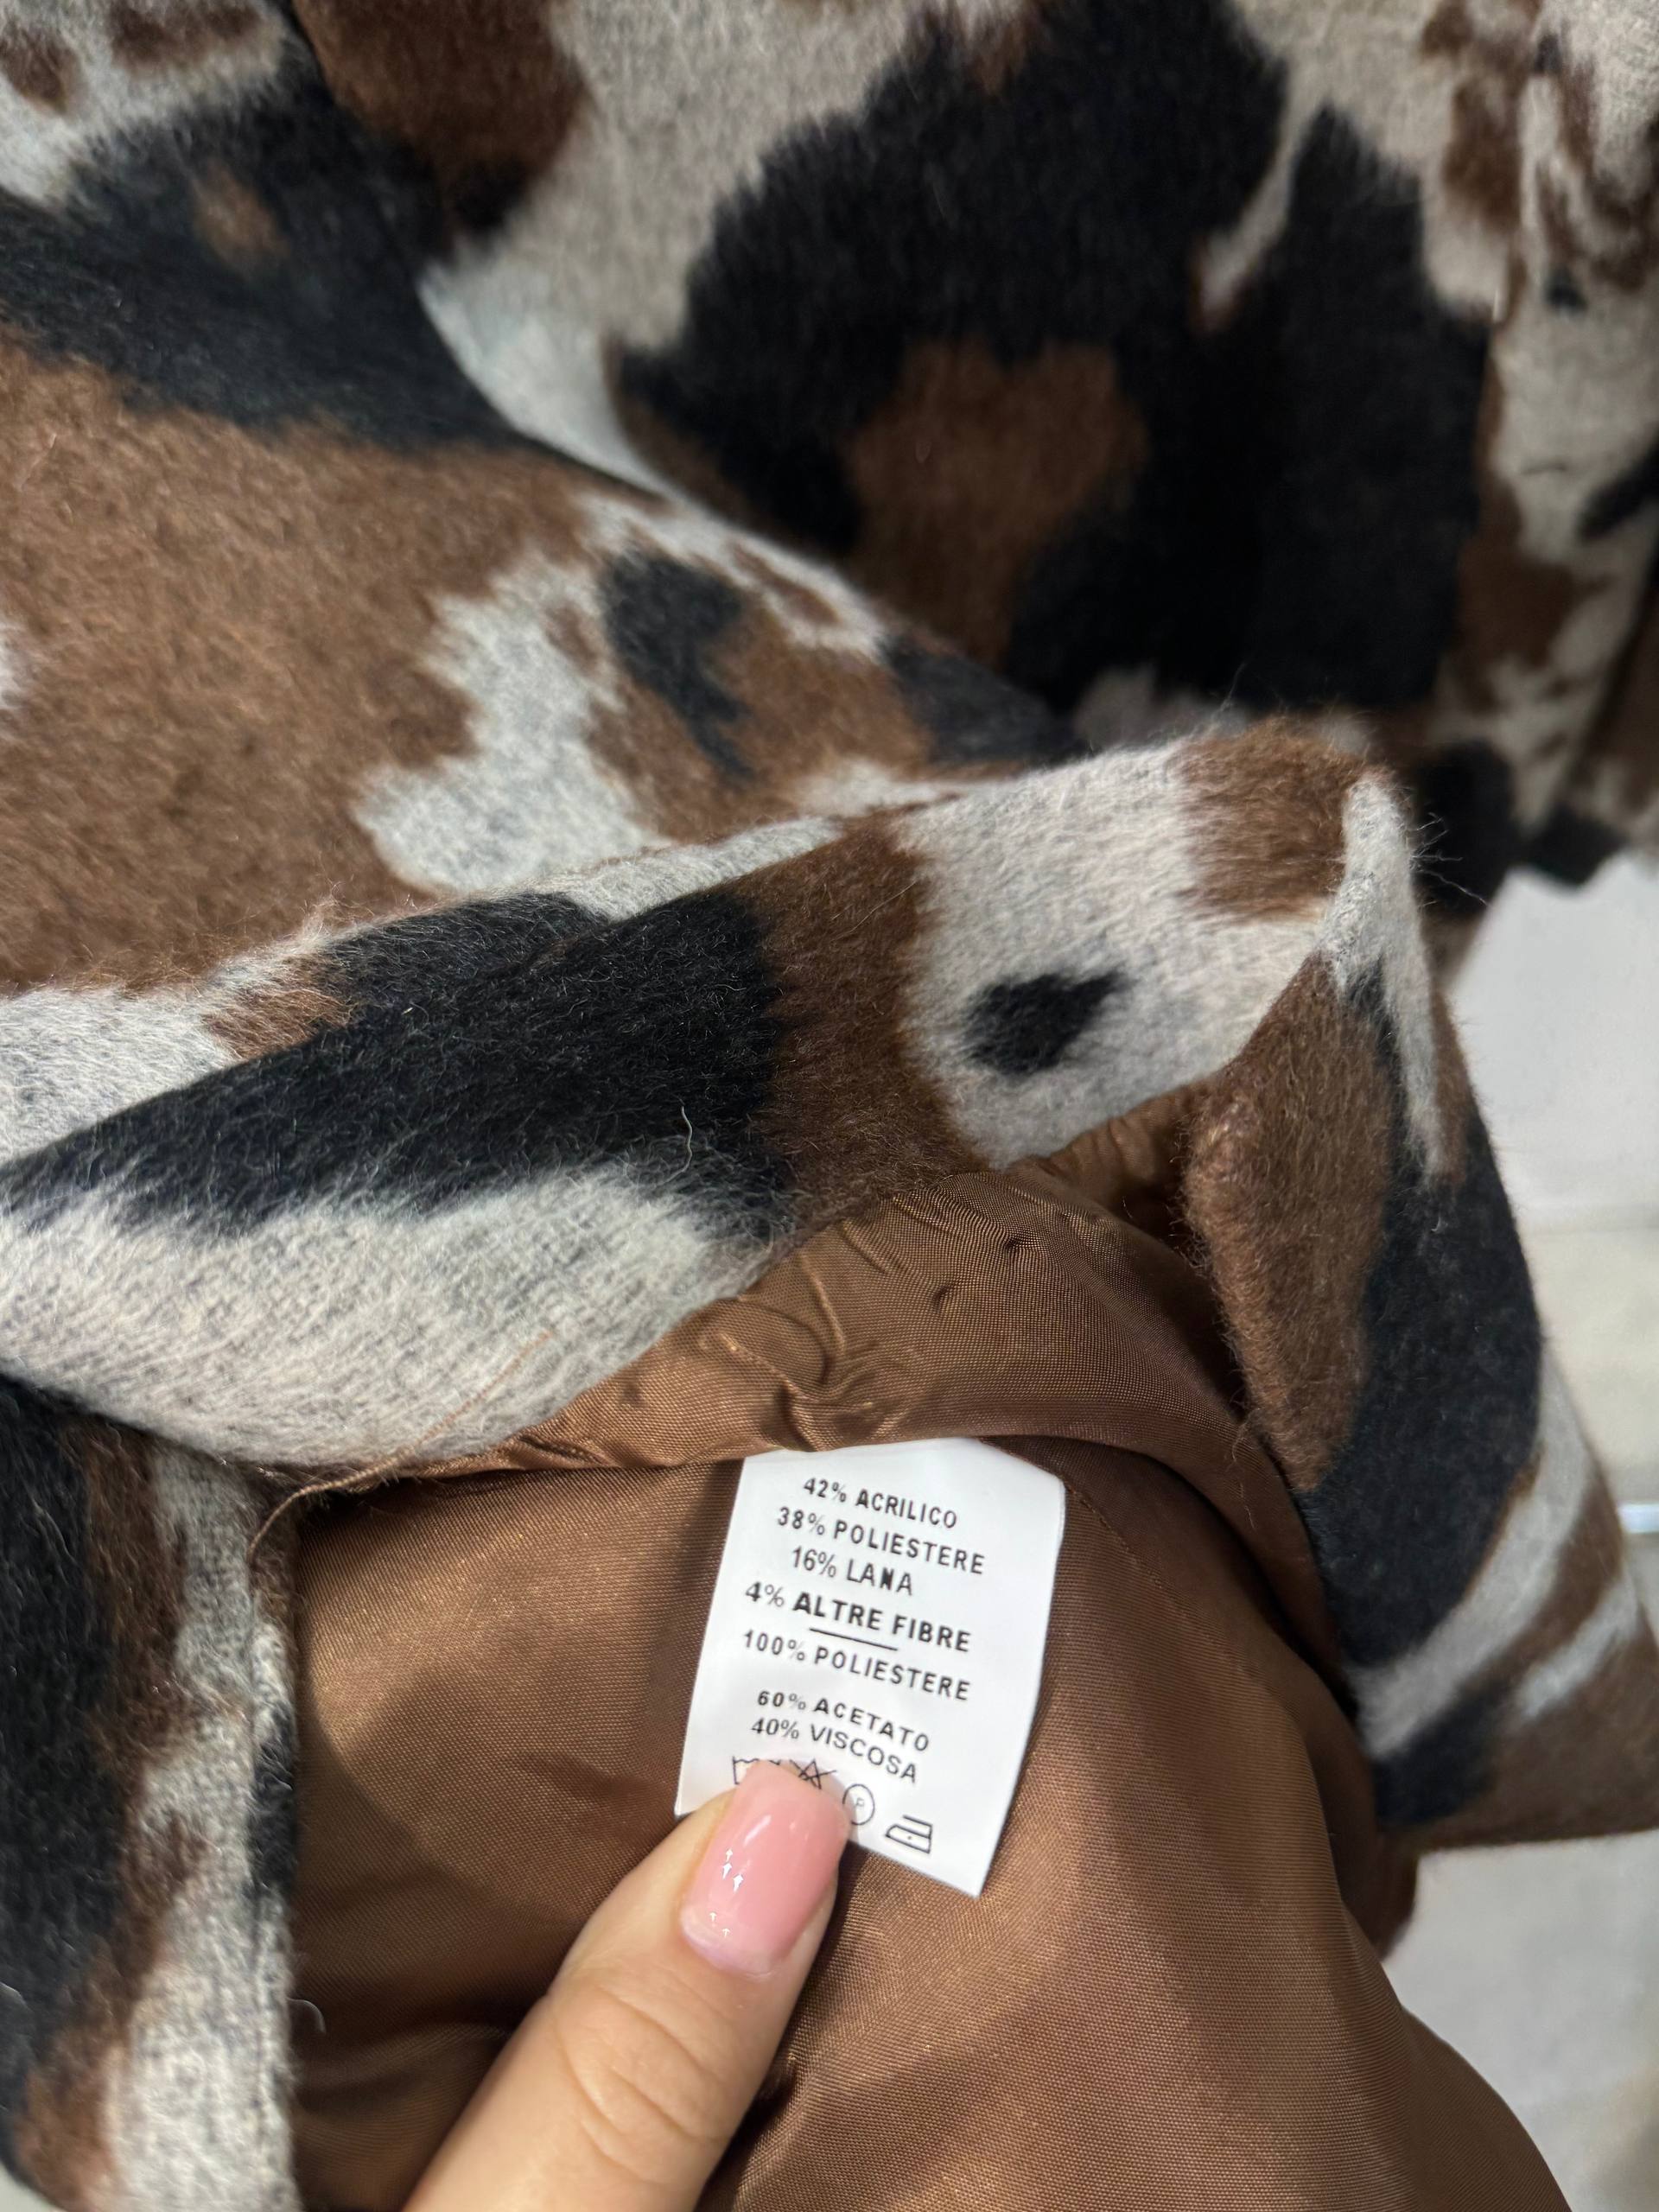 42% ACRILICO
38% POLIESTERE
16% LANA
4% ALTRE FIBRE
100% POLIESTERE
60% ACETATO
40% VISCOSA
P